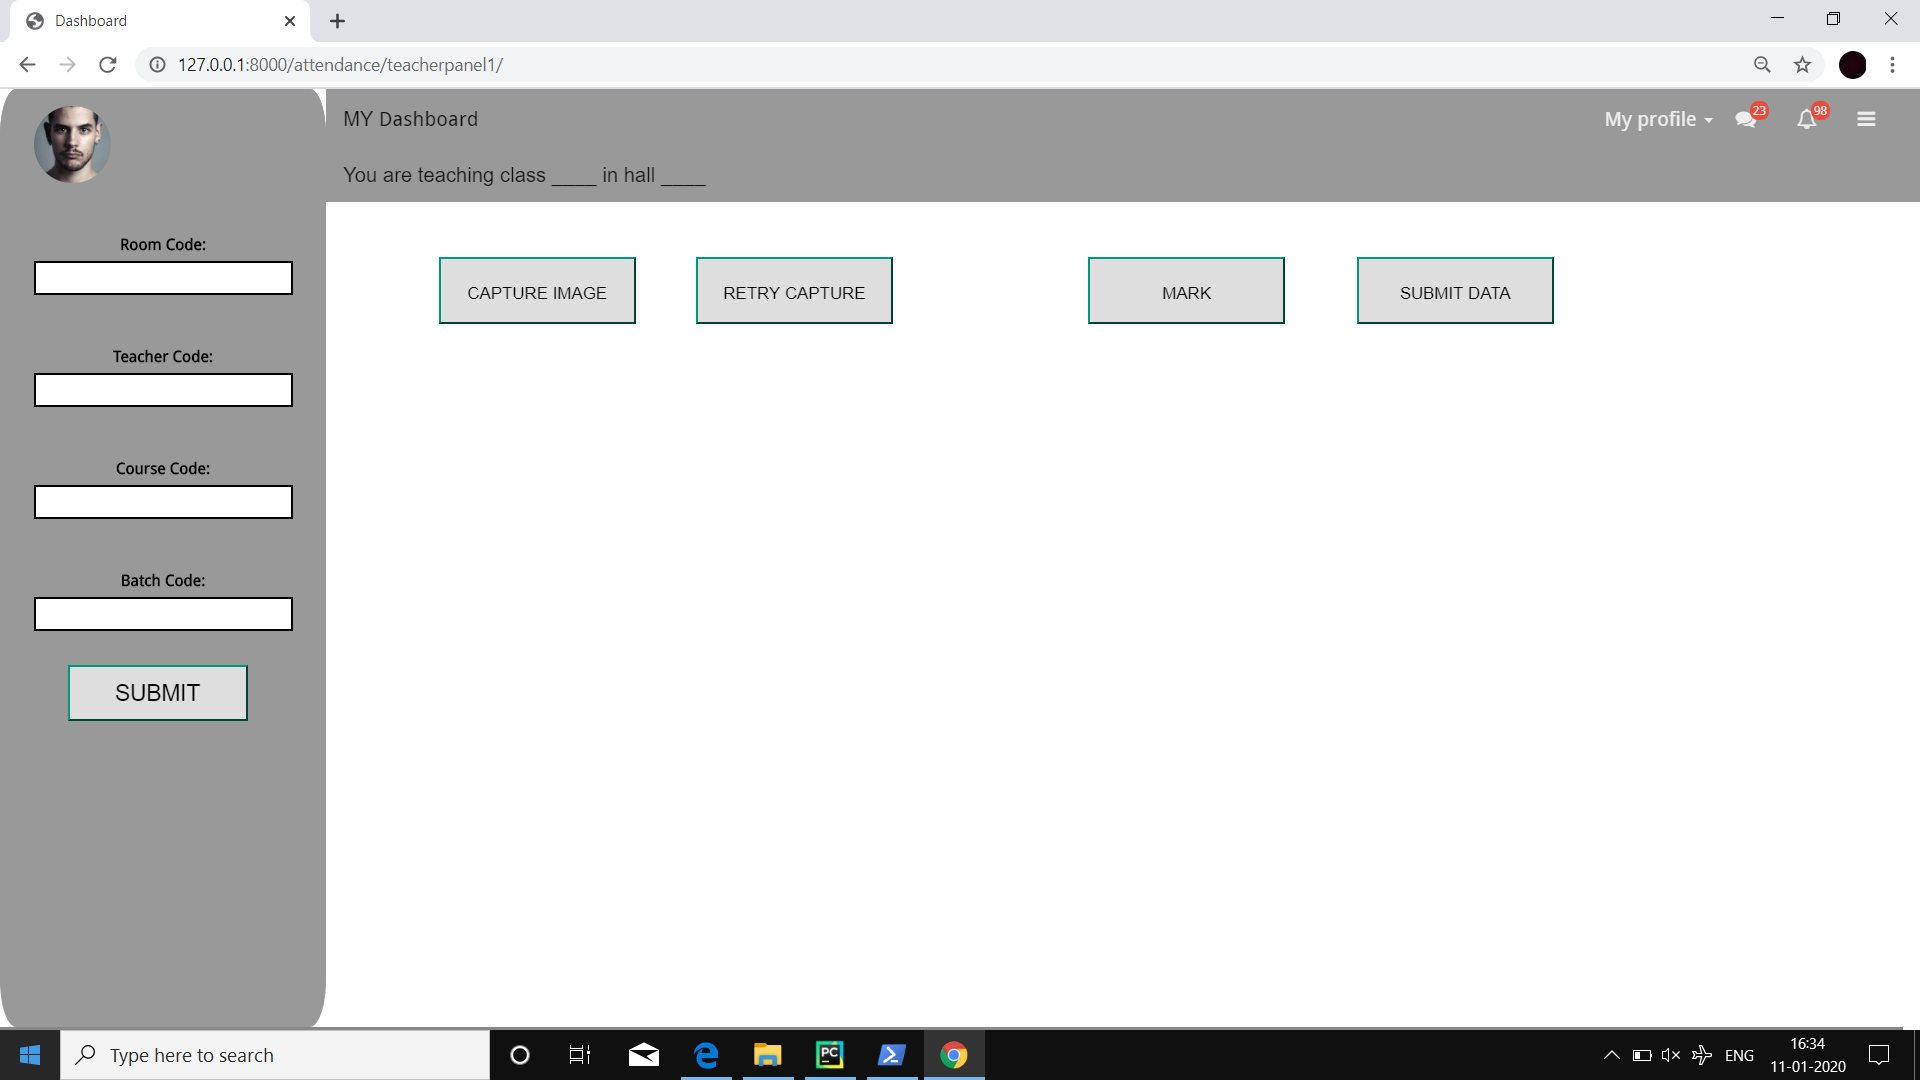 Dashboard
127.0.0.1:8000/attendance/teacherpanel1/
MY Dashboard
My profile
23
98
You are teaching class ____ in hall ____
Room Code:
Teacher Code:
Course Code:
Batch Code:
SUBMIT
CAPTURE IMAGE
RETRY CAPTURE
MARK
SUBMIT DATA
Type here to search
PC
ENG
16:34
11-01-2020